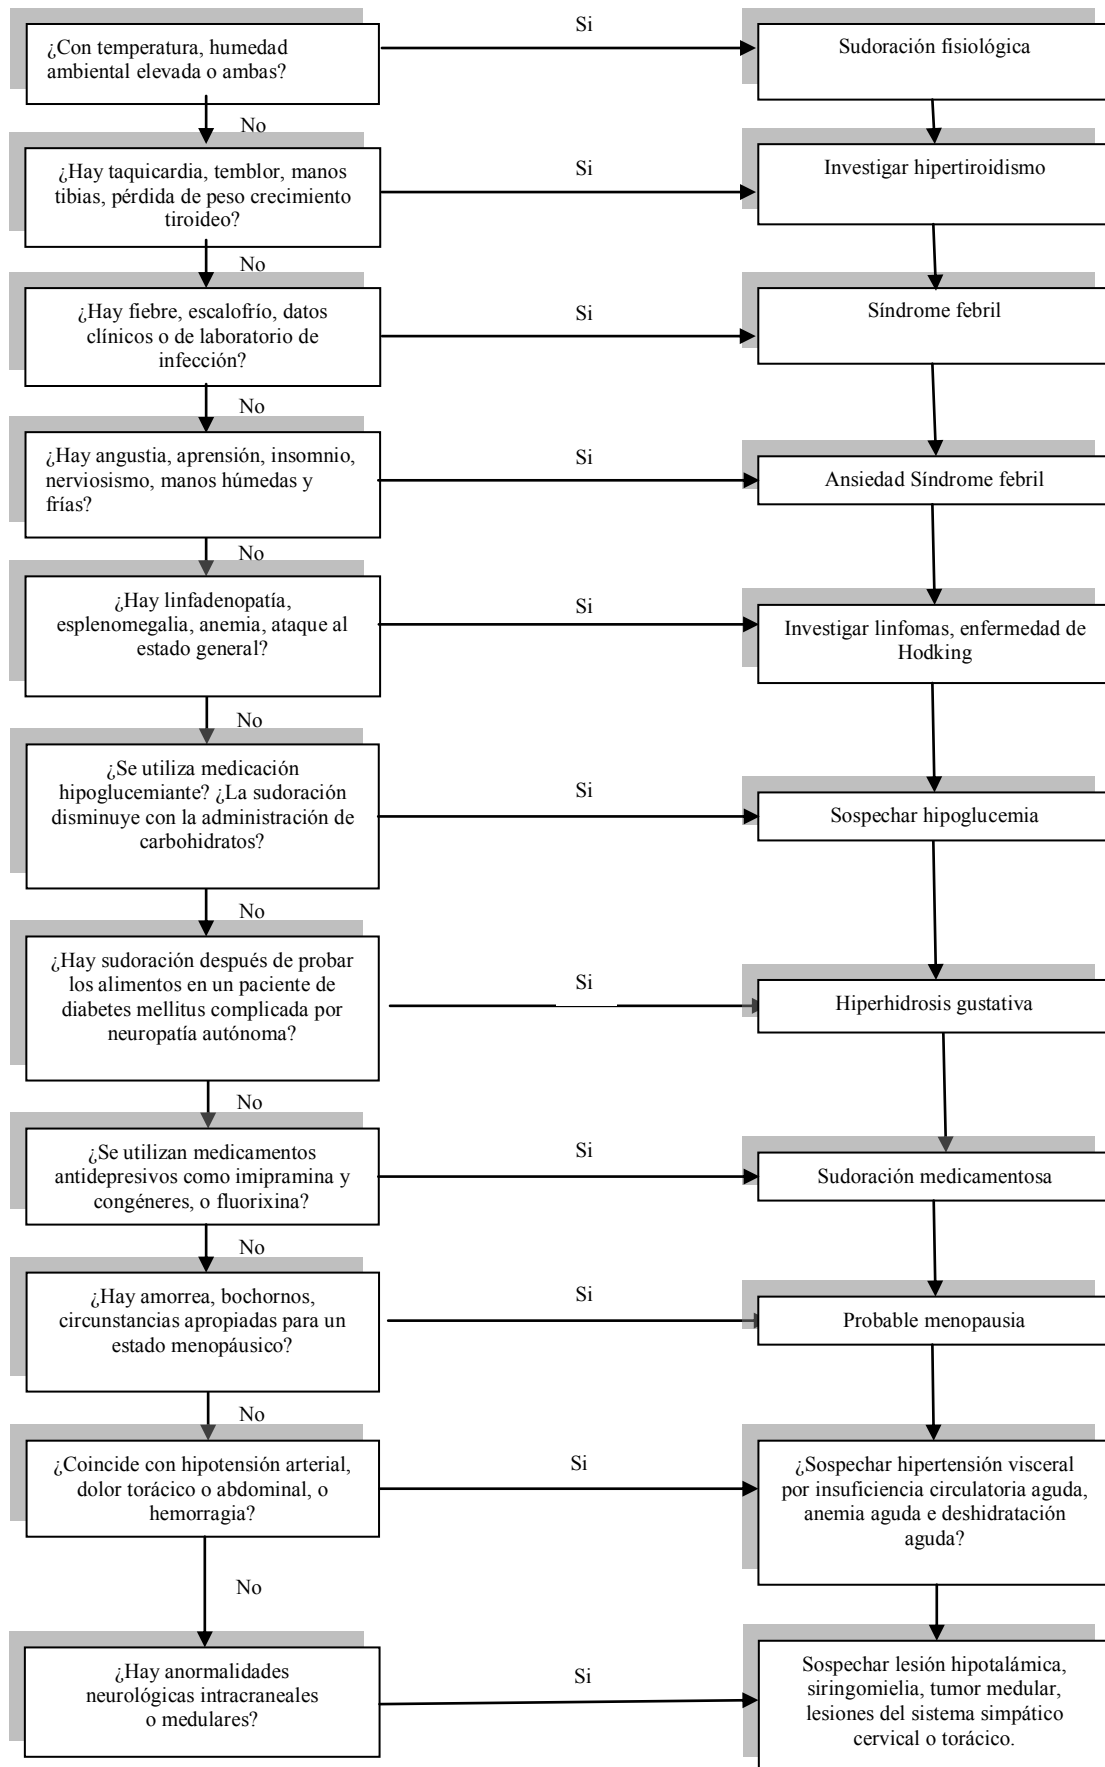 ¿Con temperatura, humedad
ambiental elevada o ambas?
Si
Sudoración fisiológica
No
¿Hay taquicardia, temblor, manos
tibias, pérdida de peso crecimiento
tiroideo?
Si
Investigar hipertiroidismo
No
¿Hay fiebre, escalofrío, datos
clínicos o de laboratorio de
infección?
Si
Síndrome febril
No
¿Hay angustia, aprensión, insomnio,
nerviosismo, manos húmedas y
frías?
Si
Ansiedad Síndrome febril
No
¿Hay linfadenopatía,
esplenomegalia, anemia, ataque al
estado general?
Si
Investigar linfomas, enfermedad de
Hodking
No
¿Se utiliza medicación
hipoglucemiante? ¿La sudoración
disminuye con la administración de
carbohidratos?
Si
Sospechar hipoglucemia
No
¿Hay sudoración después de probar
los alimentos en un paciente de
diabetes mellitus complicada por
neuropatía autónoma?
Si
Hiperhidrosis gustativa
No
¿Se utilizan medicamentos
antidepresivos como imipramina y
congéneres, o fluorixina?
Si
Sudoración medicamentosa
No
¿Hay amorrea, bochornos,
circunstancias apropiadas para un
estado menopáusico?
Si
Probable menopausia
No
¿Coincide con hipotensión arterial,
dolor torácico o abdominal, o
hemorragia?
Si
¿Sospechar hipertensión visceral
por insuficiencia circulatoria aguda,
anemia aguda e deshidratación
aguda?
No
¿Hay anormalidades
neurológicas intracraneales
o medulares?
Si
Sospechar lesión hipotalámica,
siringomielia, tumor medular,
lesiones del sistema simpático
cervical o torácico.